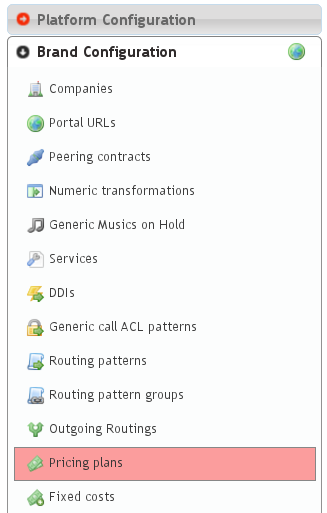 Platform Configuration
Brand Configuration
Companies
Portal URLs
Peering contracts
Numeric transformations
Generic Musics on Hold
Services
DDIs
Generic call ACL patterns
Routing patterns
Routing pattern groups
Outgoing Routings
Pricing plans
Fixed costs